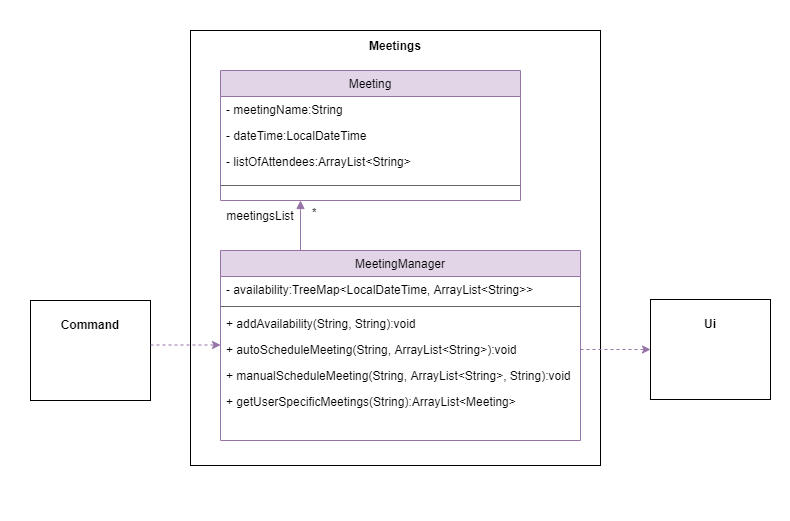 Meetings
Meeting
- meetingName:String
- dateTime:LocalDateTime
- listOfAttendees:ArrayList<String>
meetingsList *
MeetingManager
- availability:TreeMap<LocalDateTime, ArrayList<String>>
Command
+ addAvailability(String, String):void
+ autoScheduleMeeting(String, ArrayList<String>):void
+ manualScheduleMeeting(String, ArrayList<String>, String):void
+ getUserSpecificMeetings(String):ArrayList<Meeting>
Ui